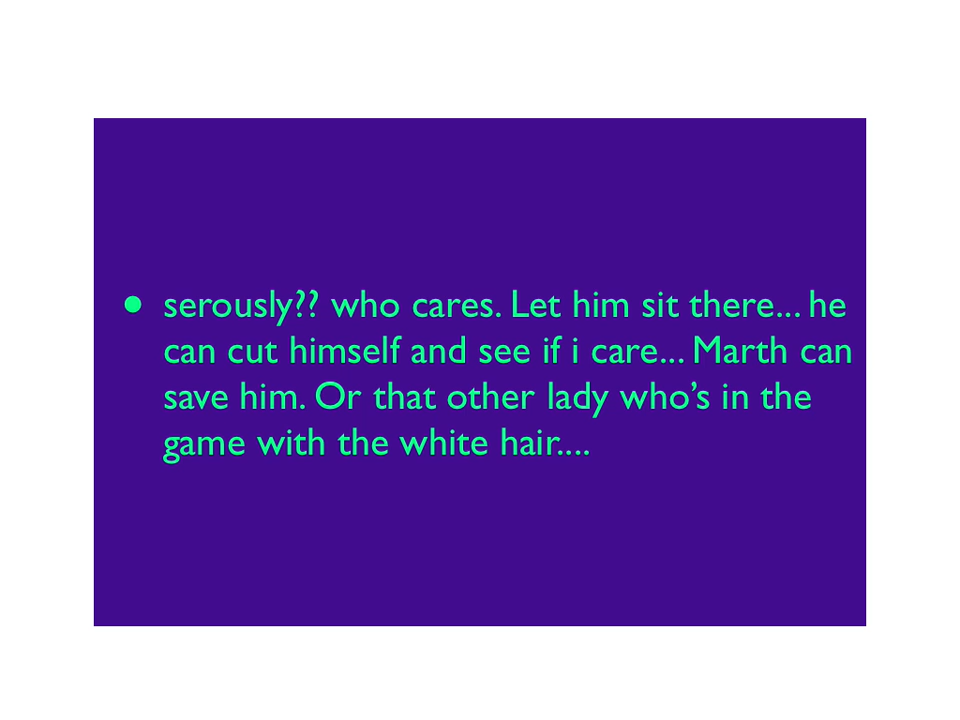 • serously?? who cares. Let him sit there... he
can cut himself and see if i care... Marth can
save him. Or that other lady who’s in the
game with the white hair....